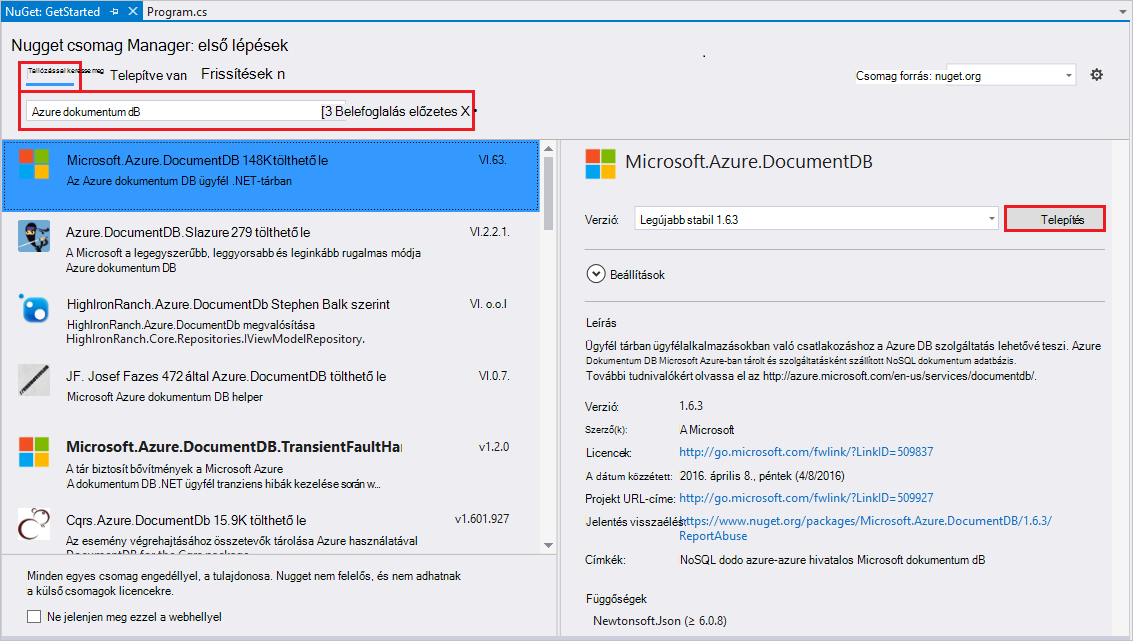 NuGet: GetStarted
Program.cs
Nugget csomag Manager: első lépések
Telepítve van
Frissítések n
Csomag forrás: nuget.org
Azure dokumentum dB
[3 Belefoglalás előzetes X
Microsoft.Azure.DocumentDB 148K tölthető le
VI.63.
Az Azure dokumentum DB ügyfél .NET-tárban
Azure.DocumentDB.Slazure 279 tölthető le
VI.2.2.1.
A Microsoft a legegyszerűbb, leggyorsabb és leginkább rugalmas módja
Azure dokumentum DB
HighIronRanch.Azure.DocumentDb Stephen Balk szerint
VI. o.o.I
HighIronRanch.Azure.DocumentDb megvalósítása
HighIronRanch.Core.Repositories.IViewModelRepository.
JF. Josef Fazes 472 által Azure.DocumentDB tölthető le
VI.0.7.
Microsoft Azure dokumentum DB helper
Microsoft.Azure.DocumentDB.TransientFaultHa
v1.2.0
A tár biztosít bővítmények a Microsoft Azure
A dokumentum DB .NET ügyfél tranziens hibák kezelése során w...
Cqrs.Azure.DocumentDb 15.9K tölthető le
v1.601.927
Az esemény végrehajtásához összetevők tárolása Azure használatával
DocumentDB for the Cqrs package
Minden egyes csomag engedéllyel, a tulajdonosa. Nugget nem felelős, és nem adhatnak
a külső csomagok licencekre.
Ne jelenjen meg ezzel a webhellyel
Microsoft.Azure.DocumentDB
Verzió:
Legújabb stabil 1.6.3
Telepítés
Beállítások
Leírás
Ügyfél tárban ügyfélalkalmazásokban való csatlakozáshoz a Azure DB szolgáltatás lehetővé teszi. Azure
Dokumentum DB Microsoft Azure-ban tárolt és szolgáltatásként szállított NoSQL dokumentum adatbázis.
További tudnivalókért olvassa el az http://azure.microsoft.com/en-us/services/documentdb/.
Verzió: 1.6.3
Szerző(k): A Microsoft
Licencek: http://go.microsoft.com/fwlink/?LinkID=509837
A dátum közzétett: 2016. április 8., péntek (4/8/2016)
Projekt URL-címe: http://go.microsoft.com/fwlink/?LinkID=509927
Jelentés visszaélés: https://www.nuget.org/packages/Microsoft.Azure.DocumentDB/1.6.3/
ReportAbuse
Címkék: NoSQL dodo azure-azure hivatalos Microsoft dokumentum dB
Függőségek
Newtonsoft.Json (≥ 6.0.8)